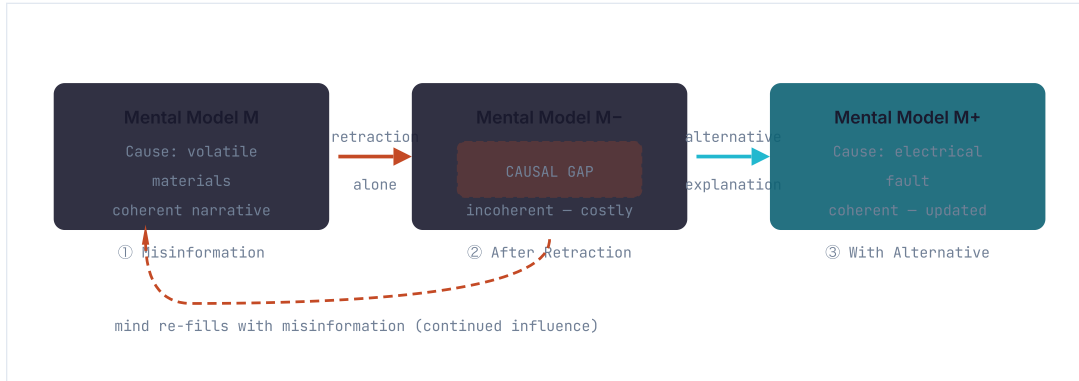 Mental Model M
Cause: volatile
materials
coherent narrative
① Misinformation
retraction
alone
Mental Model M−
CAUSAL GAP
incoherent — costly
② After Retraction
alternative
explanation
Mental Model M+
Cause: electrical
fault
coherent — updated
③ With Alternative
mind re-fills with misinformation (continued influence)